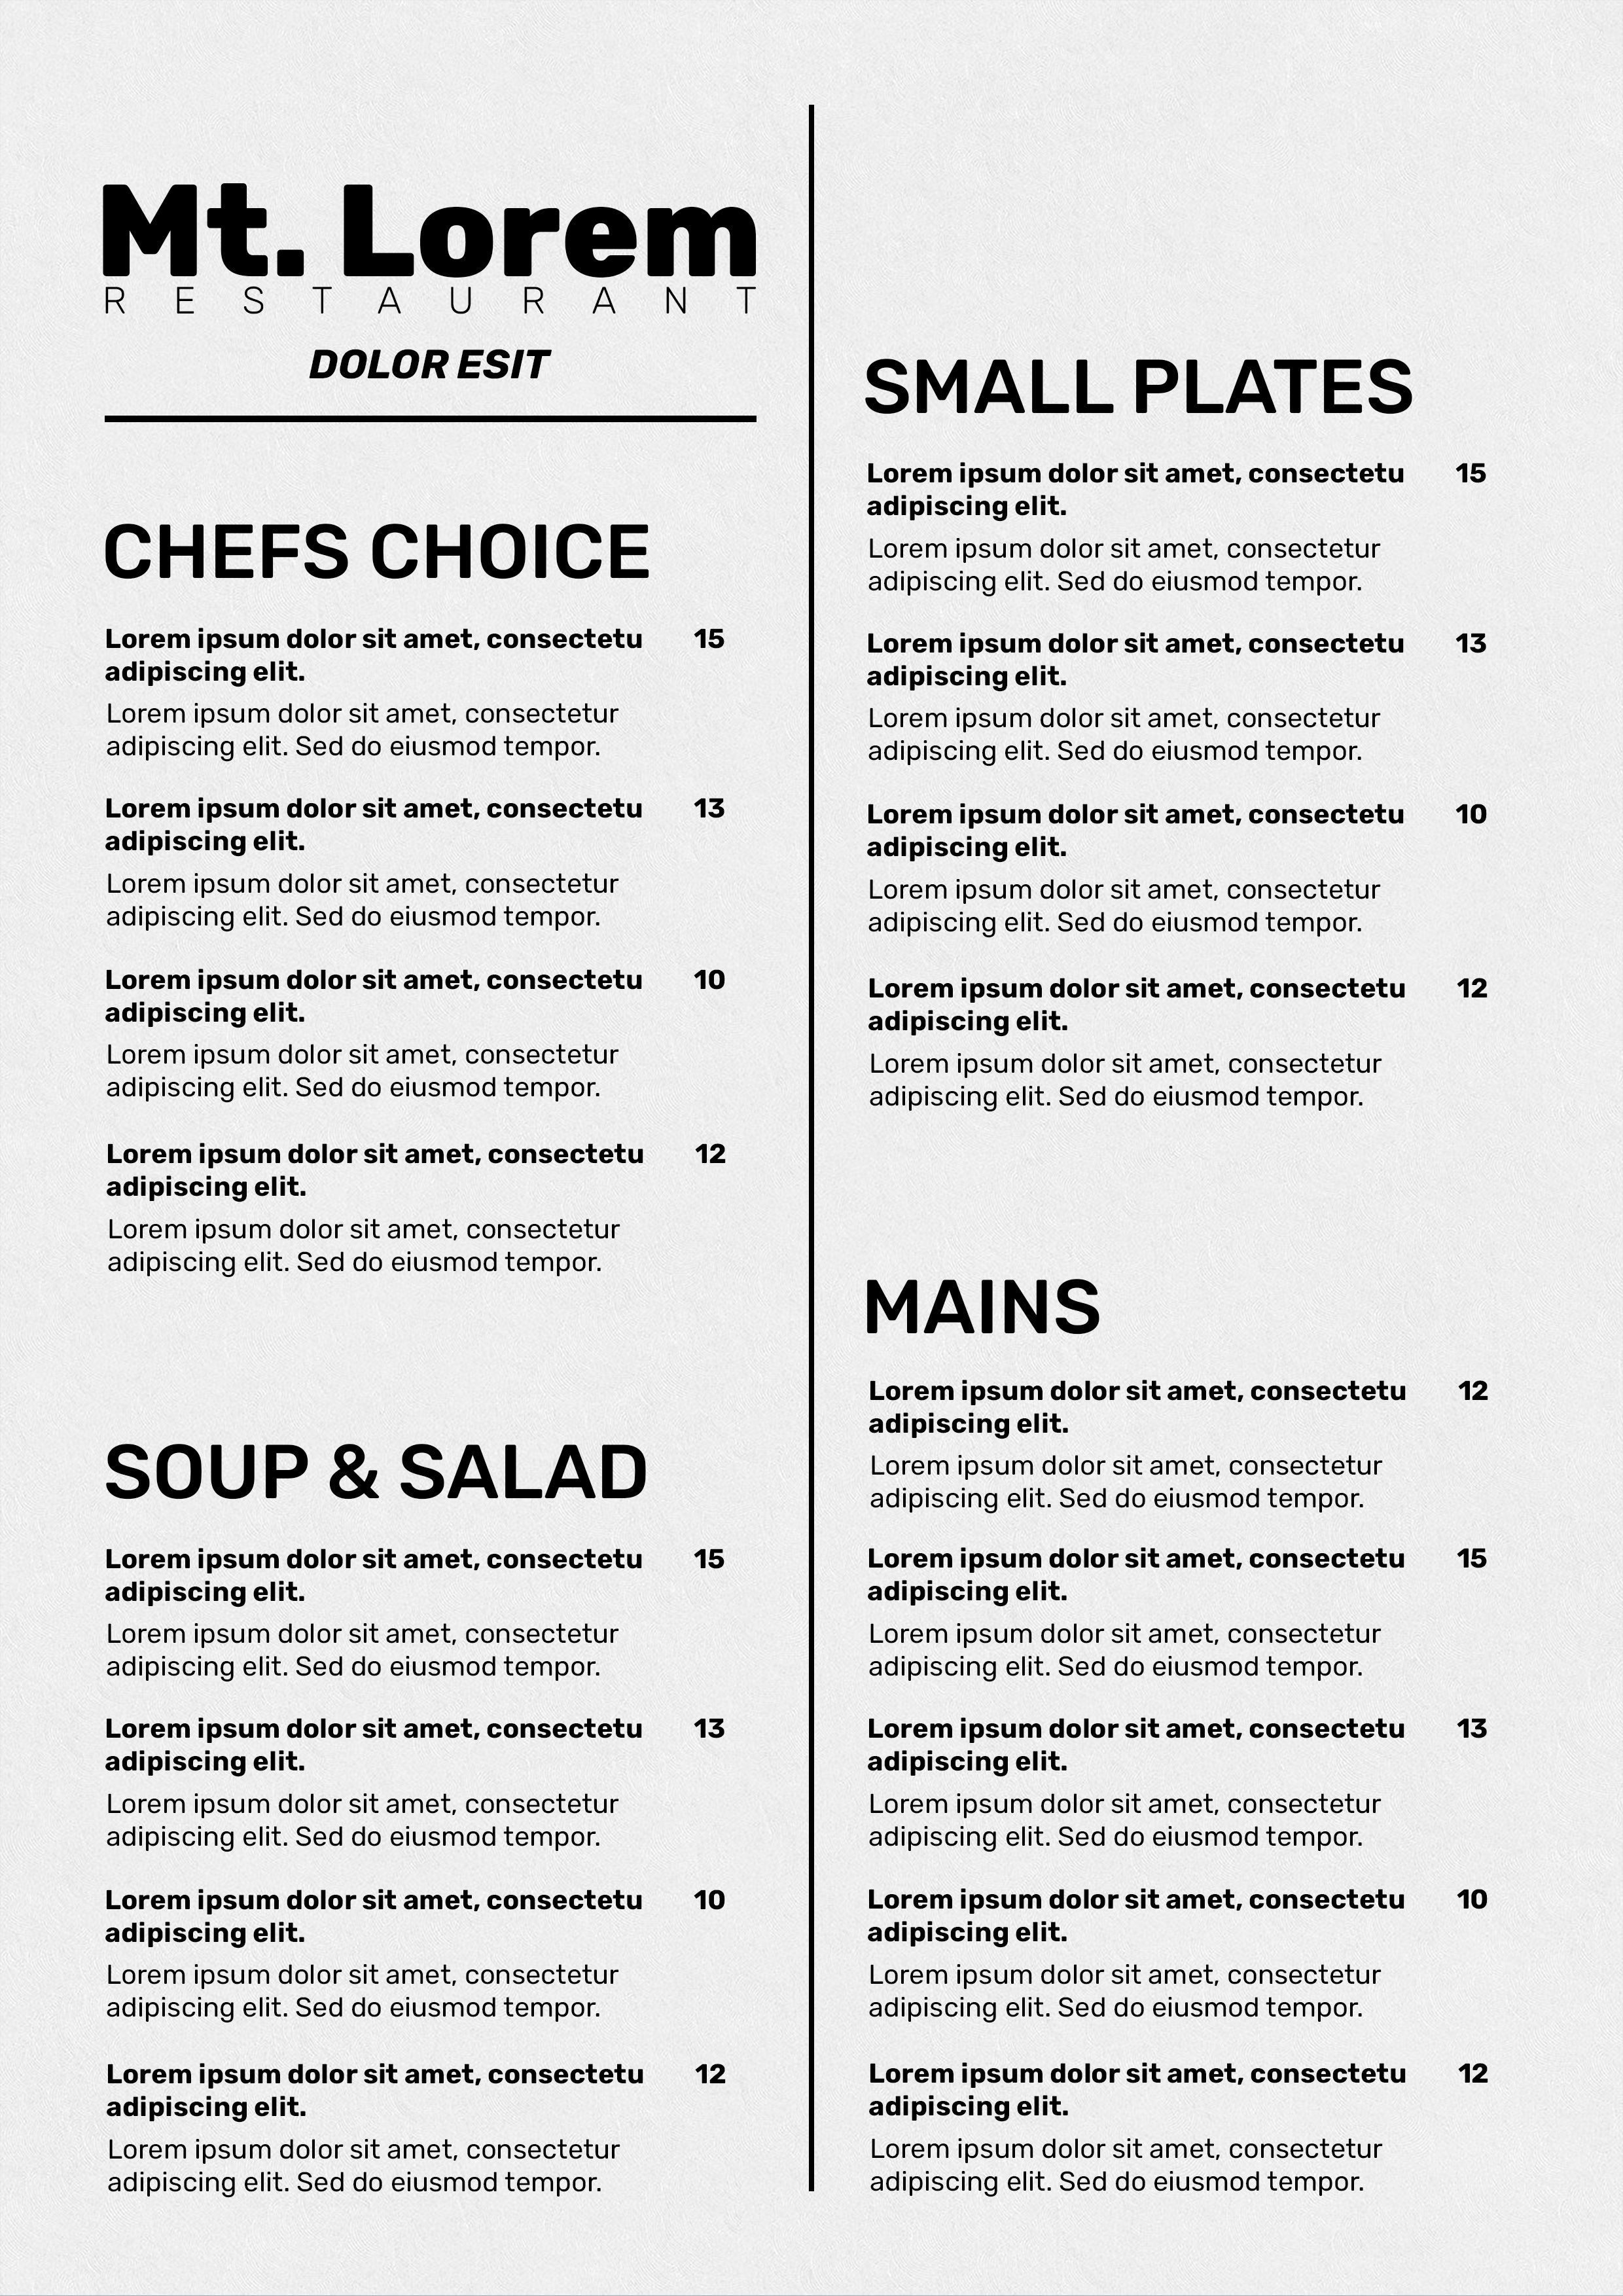 Mt. Lorem
RESTAURANT
DOLOR ESIT
CHEFS CHOICE
Lorem ipsum dolor sit amet, consectetu 15
adipiscing elit.
Lorem ipsum dolor sit amet, consectetur
adipiscing elit. Sed do eiusmod tempor.
Lorem ipsum dolor sit amet, consectetu 13
adipiscing elit.
Lorem ipsum dolor sit amet, consectetur
adipiscing elit. Sed do eiusmod tempor.
Lorem ipsum dolor sit amet, consectetu 10
adipiscing elit.
Lorem ipsum dolor sit amet, consectetur
adipiscing elit. Sed do eiusmod tempor.
Lorem ipsum dolor sit amet, consectetu 12
adipiscing elit.
Lorem ipsum dolor sit amet, consectetur
adipiscing elit. Sed do eiusmod tempor.
SOUP & SALAD
Lorem ipsum dolor sit amet, consectetu 15
adipiscing elit.
Lorem ipsum dolor sit amet, consectetur
adipiscing elit. Sed do eiusmod tempor.
Lorem ipsum dolor sit amet, consectetu 13
adipiscing elit.
Lorem ipsum dolor sit amet, consectetur
adipiscing elit. Sed do eiusmod tempor.
Lorem ipsum dolor sit amet, consectetu 10
adipiscing elit.
Lorem ipsum dolor sit amet, consectetur
adipiscing elit. Sed do eiusmod tempor.
Lorem ipsum dolor sit amet, consectetu 12
adipiscing elit.
Lorem ipsum dolor sit amet, consectetur
adipiscing elit. Sed do eiusmod tempor.
SMALL PLATES
Lorem ipsum dolor sit amet, consectetu 15
adipiscing elit.
Lorem ipsum dolor sit amet, consectetur
adipiscing elit. Sed do eiusmod tempor.
Lorem ipsum dolor sit amet, consectetu 13
adipiscing elit.
Lorem ipsum dolor sit amet, consectetur
adipiscing elit. Sed do eiusmod tempor.
Lorem ipsum dolor sit amet, consectetu 10
adipiscing elit.
Lorem ipsum dolor sit amet, consectetur
adipiscing elit. Sed do eiusmod tempor.
Lorem ipsum dolor sit amet, consectetu 12
adipiscing elit.
Lorem ipsum dolor sit amet, consectetur
adipiscing elit. Sed do eiusmod tempor.
MAINS
Lorem ipsum dolor sit amet, consectetu 12
adipiscing elit.
Lorem ipsum dolor sit amet, consectetur
adipiscing elit. Sed do eiusmod tempor.
Lorem ipsum dolor sit amet, consectetu 15
adipiscing elit.
Lorem ipsum dolor sit amet, consectetur
adipiscing elit. Sed do eiusmod tempor.
Lorem ipsum dolor sit amet, consectetu 13
adipiscing elit.
Lorem ipsum dolor sit amet, consectetur
adipiscing elit. Sed do eiusmod tempor.
Lorem ipsum dolor sit amet, consectetu 10
adipiscing elit.
Lorem ipsum dolor sit amet, consectetur
adipiscing elit. Sed do eiusmod tempor.
Lorem ipsum dolor sit amet, consectetu 12
adipiscing elit.
Lorem ipsum dolor sit amet, consectetur
adipiscing elit. Sed do eiusmod tempor.